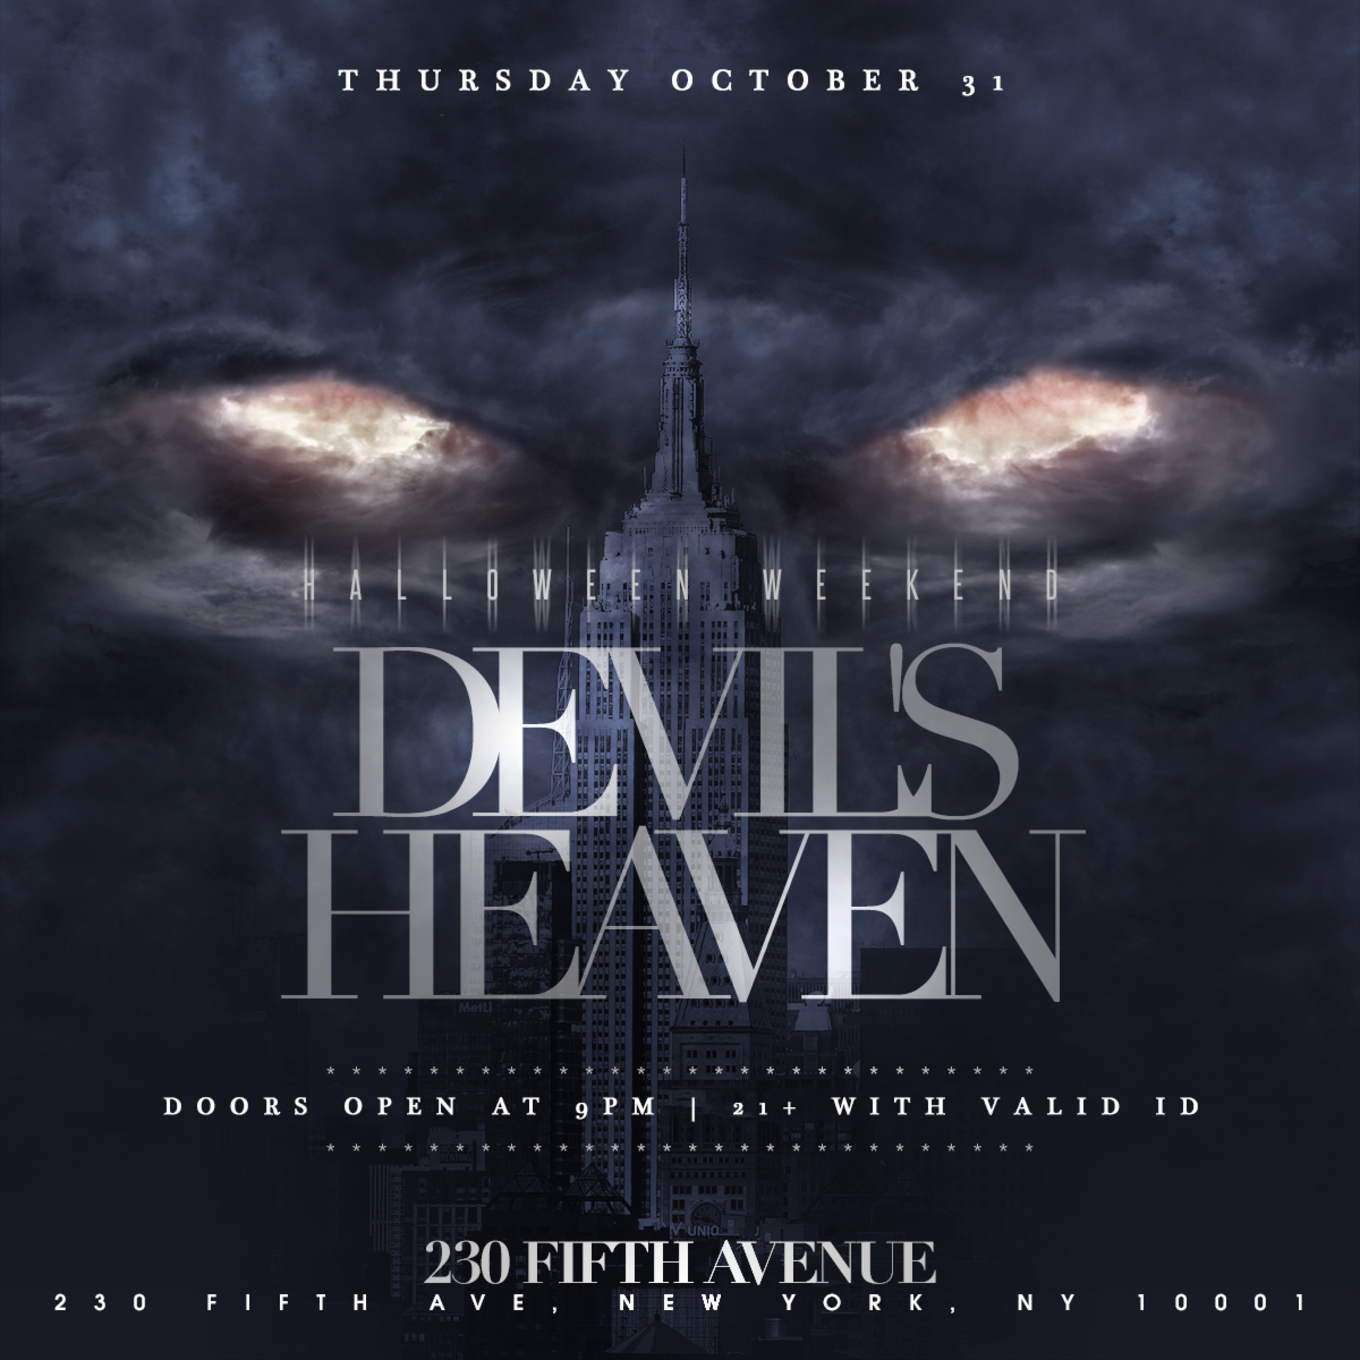 THURSDAY OCTOBER 31
HALLOWEEN WEEKEND
DEVIL'S
HEAVEN
MetLi
* * * * * * * * * * * * * * * * * * * * * * * * * * * *
DOORS OPEN AT 9PM | 21+ WITH VALID ID
* * * * * * * * * * * * * * * * * * * * * * * * * * * *
230 FIFTH AVENUE
230 FIFTH AVE, NEW YORK, NY 10001